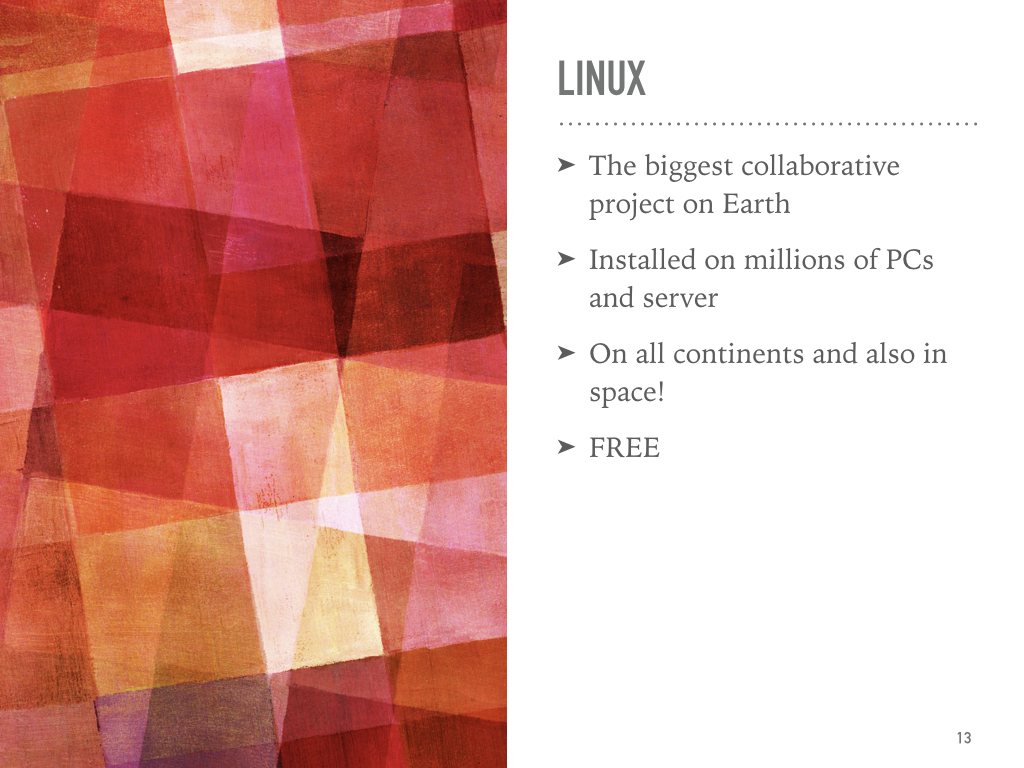 LINUX
➤ The biggest collaborative
project on Earth
➤ Installed on millions of PCs
and server
➤ On all continents and also in
space!
➤ FREE
13